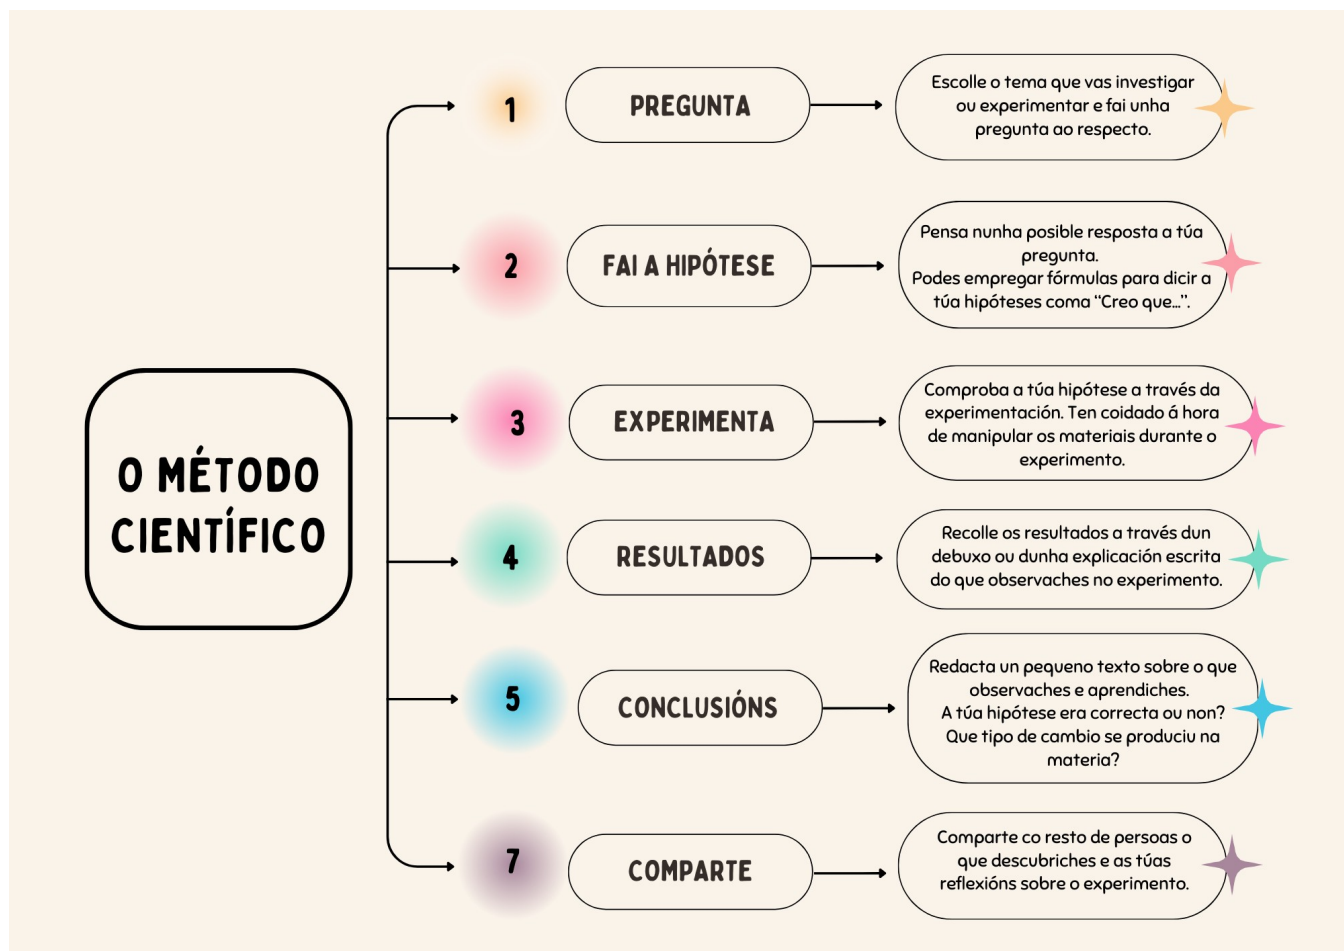 O MÉTODO
CIENTÍFICO
1
PREGUNTA
Escolle o tema que vas investigar
ou experimentar e fai unha
pregunta ao respecto.
2
FAI A HIPÓTESE
Pensa nunha posible resposta a túa
pregunta.
Podes empregar fórmulas para dicir a
túa hipóteses coma “Creo que...”.
3
EXPERIMENTA
Comproba a túa hipótese a través da
experimentación. Ten coidado á hora
de manipular os materiais durante o
experimento.
4
RESULTADOS
Recolle os resultados a través dun
debuxo ou dunha explicación escrita
do que observaches no experimento.
5
CONCLUSIÓNS
Redacta un pequeno texto sobre o que
observaches e aprendiches.
A túa hipótese era correcta ou non?
Que tipo de cambio se produciu na
materia?
7
COMPARTE
Comparte co resto de persoas o
que descubriches e as túas
reflexións sobre o experimento.